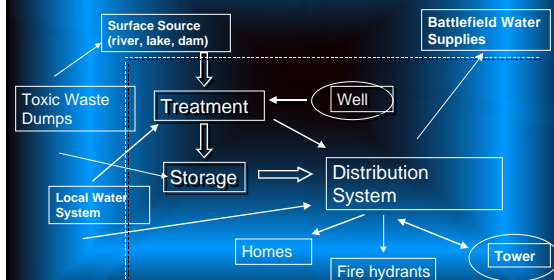 Surface Source
(river, lake, dam)
Battlefield Water
Supplies
Toxic Waste
Dumps
Treatment
Well
Storage
Distribution
System
Local Water
System
Homes
Fire hydrants
Tower